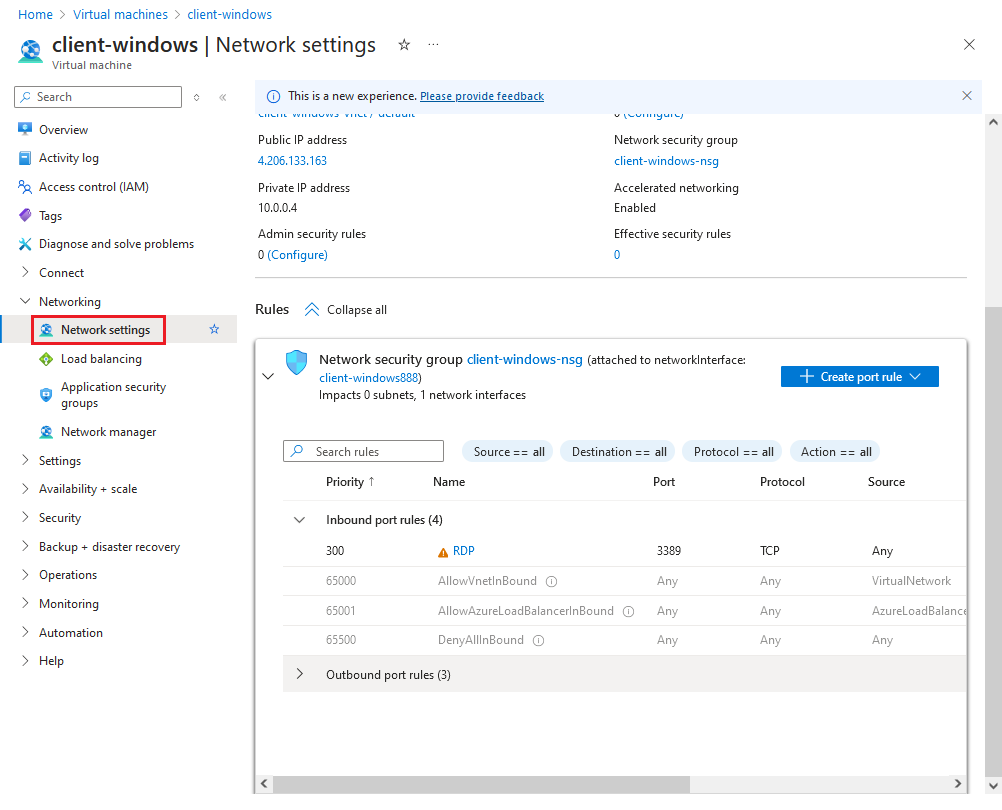 Home > Virtual machines > client-windows
client-windows | Network settings
Virtual machine
Search
Overview
Activity log
Access control (IAM)
Tags
Diagnose and solve problems
Connect
Networking
Network settings
Load balancing
Application security
groups
Network manager
Settings
Availability + scale
Security
Backup + disaster recovery
Operations
Monitoring
Automation
Help
This is a new experience. Please provide feedback
client-windows-vnet / default
0 (Configure)
Public IP address
4.206.133.163
Network security group
client-windows-nsg
Private IP address
10.0.0.4
Accelerated networking
Enabled
Admin security rules
0 (Configure)
Effective security rules
0
Rules Collapse all
Network security group client-windows-nsg (attached to networkInterface:
client-windows888)
Impacts 0 subnets, 1 network interfaces
Create port rule
Search rules Source == all Destination == all Protocol == all Action == all
Priority ↑ Name Port Protocol Source
Inbound port rules (4)
300 RDP 3389 TCP Any
65000 AllowVnetInBound Any Any VirtualNetwork
65001 AllowAzureLoadBalancerInBound Any Any AzureLoadBalance
65500 DenyAllInBound Any Any Any
Outbound port rules (3)